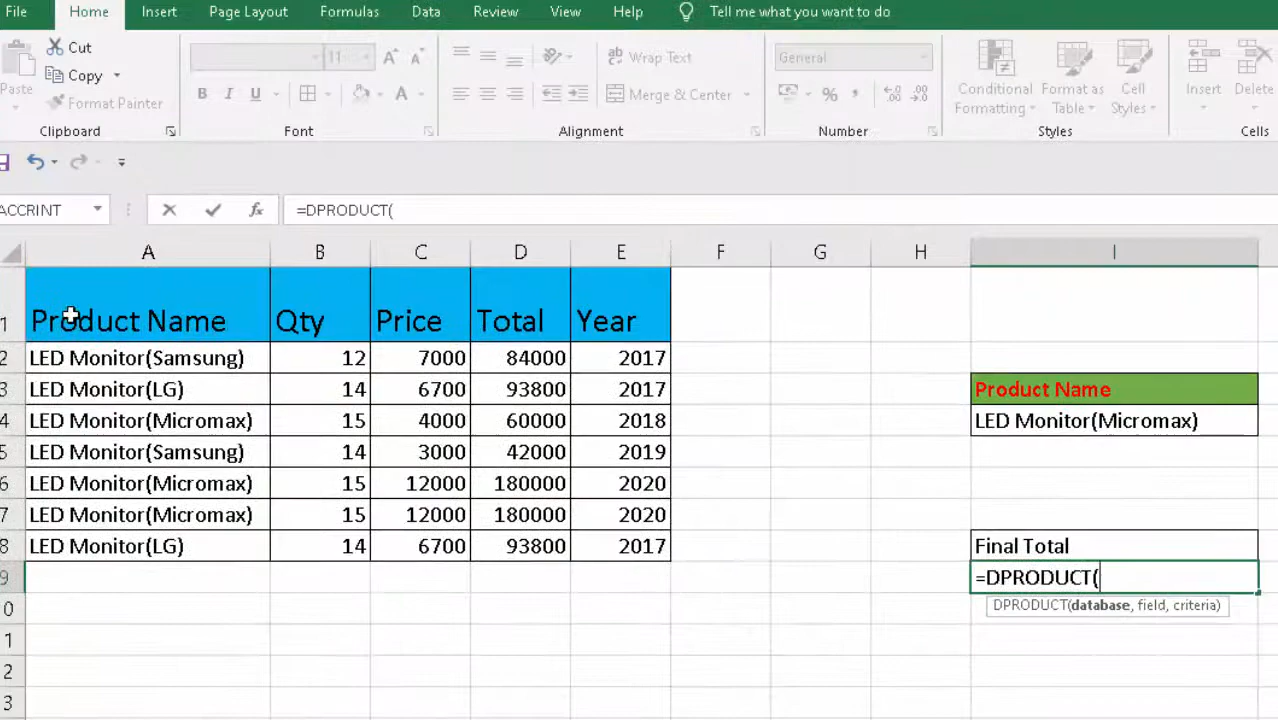 File Home Insert Page Layout Formulas Data Review View Help Tell me what you want to do
Cut
Copy
Paste
Format Painter
11
ab Wrap Text
Merge & Center
General
Conditional Formatting
Format as Table
Cell Styles
Insert
Delete
Clipboard Font Alignment Number Styles Cells
ACCRINT fx =DPRODUCT(
A B C D E F G H I
1 Product Name Qty Price Total Year
2 LED Monitor(Samsung) 12 7000 84000 2017
3 LED Monitor(LG) 14 6700 93800 2017 Product Name
4 LED Monitor(Micromax) 15 4000 60000 2018 LED Monitor(Micromax)
5 LED Monitor(Samsung) 14 3000 42000 2019
6 LED Monitor(Micromax) 15 12000 180000 2020
7 LED Monitor(Micromax) 15 12000 180000 2020
8 LED Monitor(LG) 14 6700 93800 2017 Final Total
9 =DPRODUCT(
0 DPRODUCT(database, field, criteria)
1
2
3